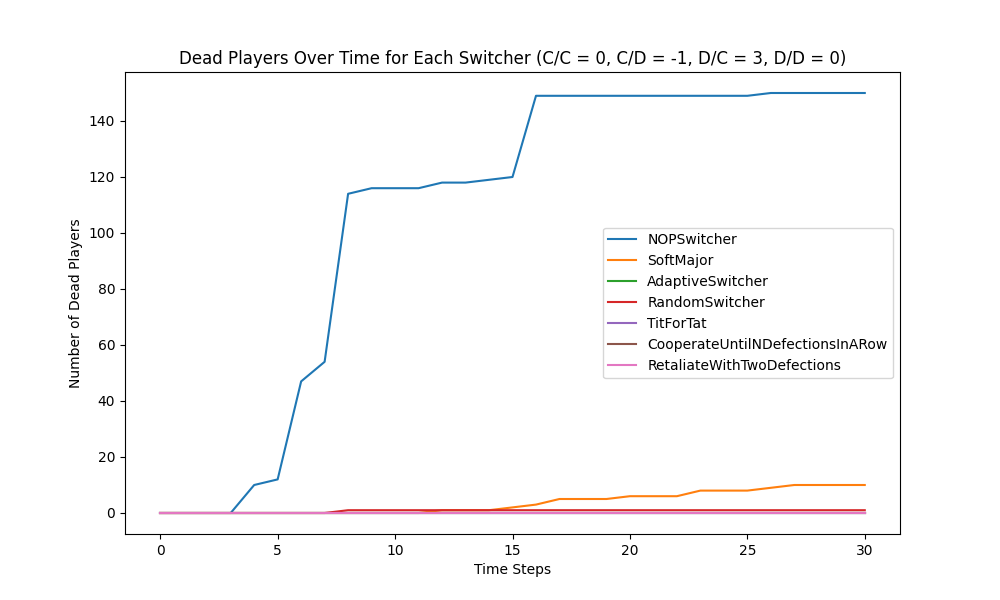 Dead Players Over Time for Each Switcher (C/C = 0, C/D = -1, D/C = 3, D/D = 0)
Number of Dead Players
140
120
100
80
60
40
20
0
NOPSwitcher
SoftMajor
AdaptiveSwitcher
RandomSwitcher
TitForTat
CooperateUntilNDefectionsInARow
RetaliateWithTwoDefections
0 5 10 15 20 25 30
Time Steps